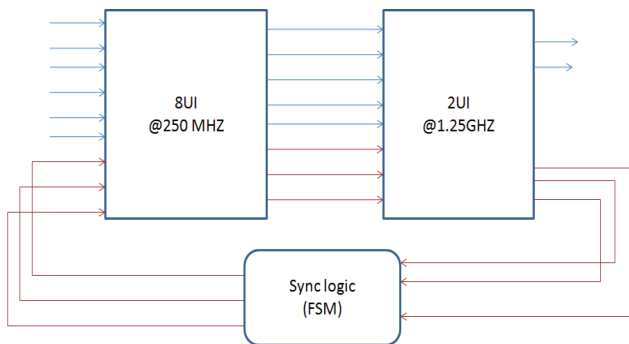 8UI
@250 MHZ
2UI
@1.25GHZ
Sync logic
(FSM)